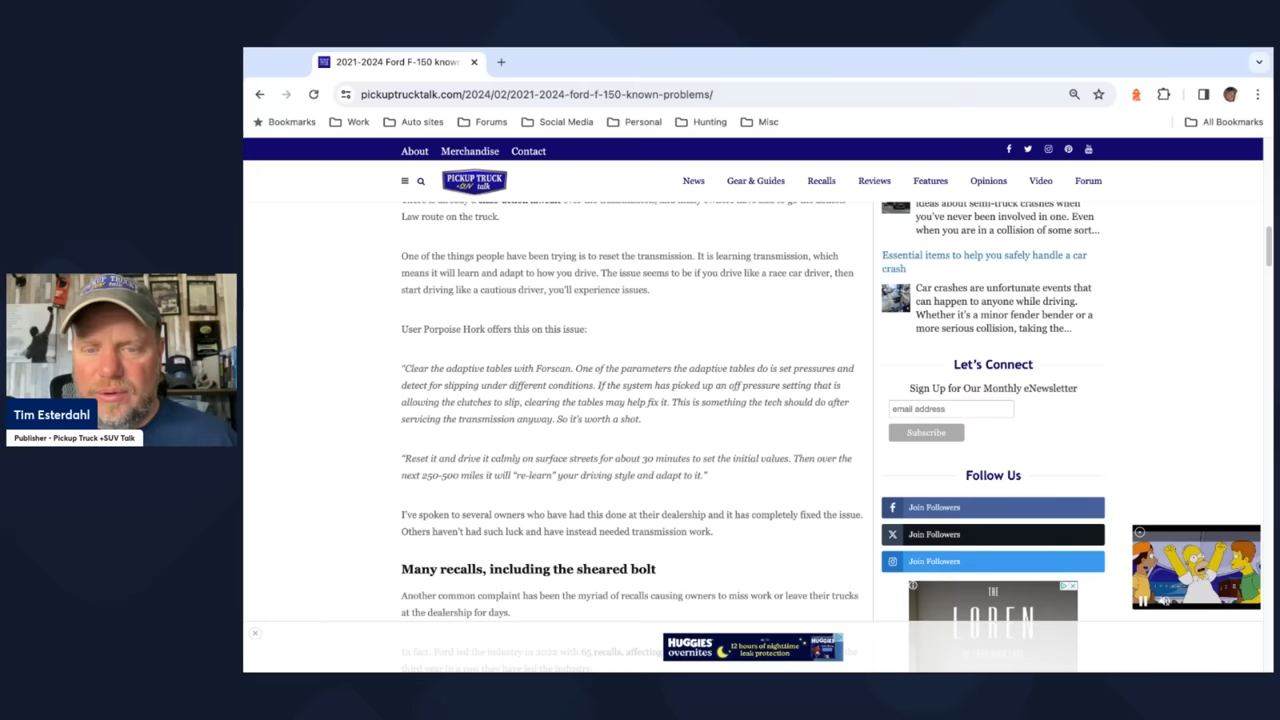 2021-2024 Ford F-150 know
pickuptrucktalk.com/2024/02/2021-2024-ford-f-150-known-problems/
Bookmarks Work Auto sites Forums Social Media Personal Hunting Misc All Bookmarks
About Merchandise Contact
PICKUP TRUCK
+SUV talk
News Gear & Guides Recalls Reviews Features Opinions Video Forum
Law route on the truck.
One of the things people have been trying is to reset the transmission. It is learning transmission, which
means it will learn and adapt to how you drive. The issue seems to be if you drive like a race car driver, then
start driving like a cautious driver, you'll experience issues.
User Porpoise Hork offers this on this issue:
"Clear the adaptive tables with Forscan. One of the parameters the adaptive tables do is set pressures and
detect for slipping under different conditions. If the system has picked up an off pressure setting that is
allowing the clutches to slip, clearing the tables may help fix it. This is something the tech should do after
servicing the transmission anyway. So it's worth a shot.
"Reset it and drive it calmly on surface streets for about 30 minutes to set the initial values. Then over the
next 250-500 miles it will "re-learn" your driving style and adapt to it."
I've spoken to several owners who have had this done at their dealership and it has completely fixed the issue.
Others haven't had such luck and have instead needed transmission work.
Many recalls, including the sheared bolt
Another common complaint has been the myriad of recalls causing owners to miss work or leave their trucks
at the dealership for days.
In fact, Ford led the industry in 2022 with 65 recalls, affecting
third year in a row they have led the industry.
ideas about semi-truck crashes when
you've never been involved in one. Even
when you are in a collision of some sort...
Essential items to help you safely handle a car
crash
Car crashes are unfortunate events that
can happen to anyone while driving.
Whether it's a minor fender bender or a
more serious collision, taking the...
Let's Connect
Sign Up for Our Monthly eNewsletter
email address
Subscribe
Follow Us
Join Followers
Join Followers
Join Followers
THE
LOREN
HUGGIES
overnites
12 hours of nighttime
leak protection
HUGGIES
Tim Esterdahl
Publisher - Pickup Truck +SUV Talk